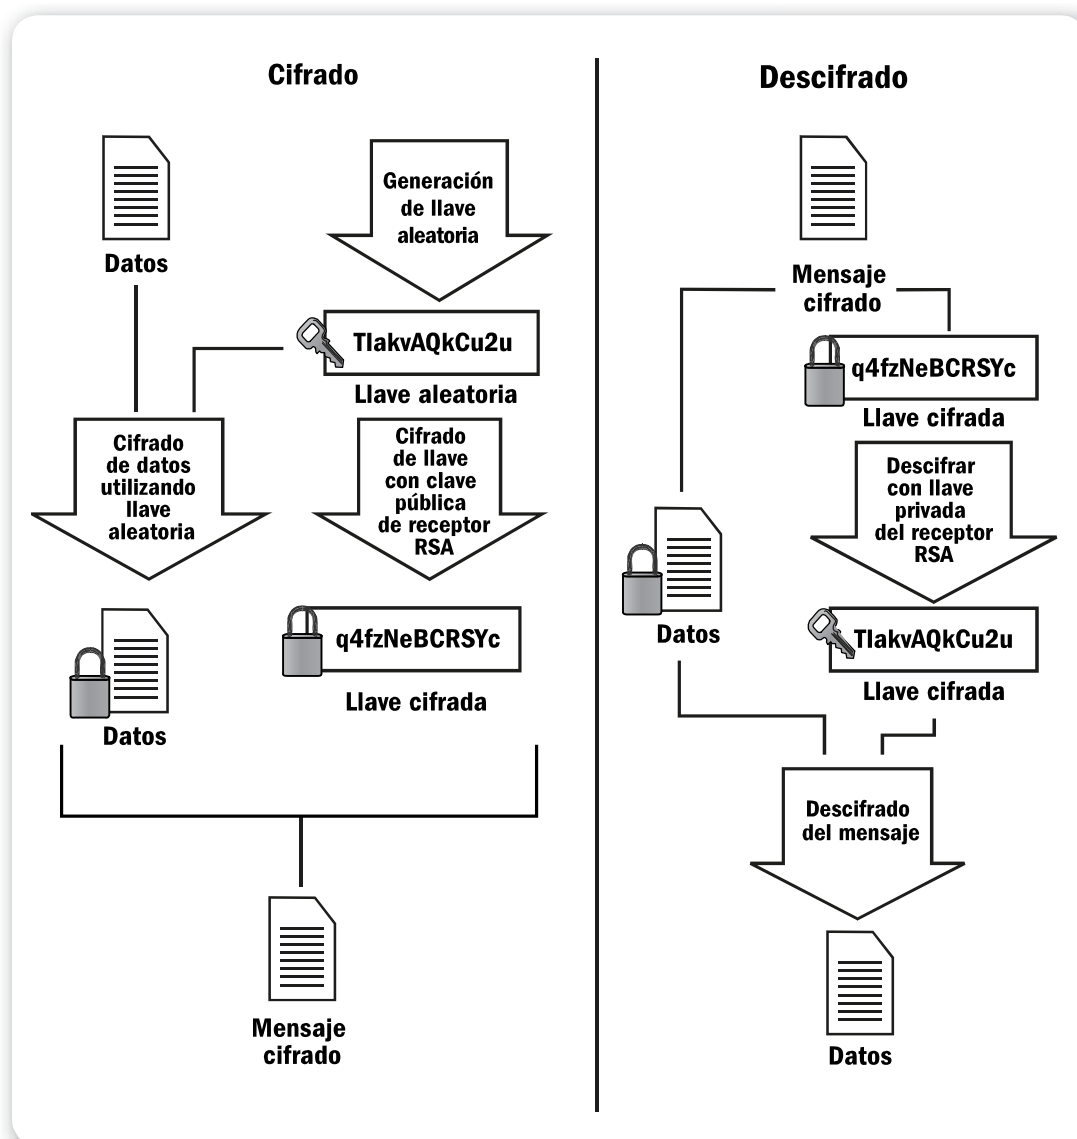 Cifrado
Datos
Generación
de llave
aleatoria
TlakvAQkCu2u
Llave aleatoria
Cifrado
de datos
utilizando
llave
aleatoria
Cifrado
de llave
con clave
pública
de receptor
RSA
Datos
q4fzNeBCRSYc
Llave cifrada
Mensaje
cifrado
Descifrado
Mensaje
cifrado
q4fzNeBCRSYc
Llave cifrada
Descifrar
con llave
privada
del receptor
RSA
Datos
TlakvAQkCu2u
Llave cifrada
Descifrado
del mensaje
Datos